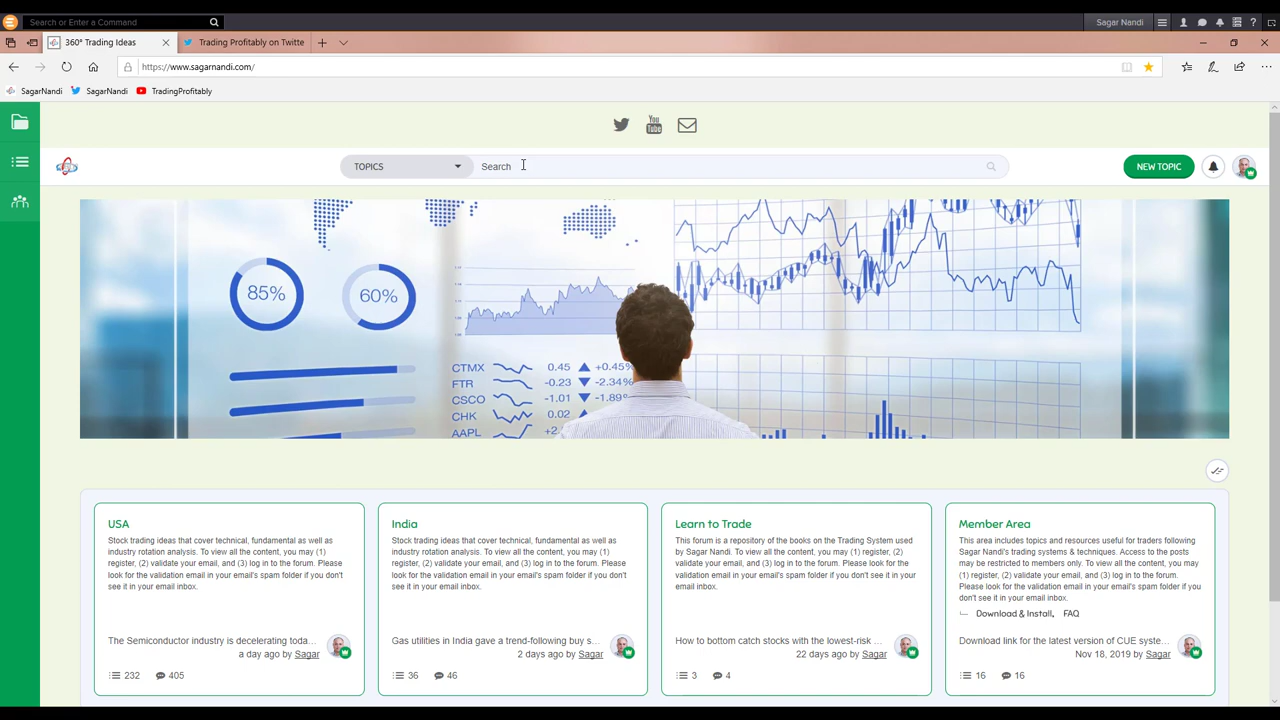 Search or Enter a Command
Sagar Nandi
360° Trading Ideas
Trading Profitably on Twitte
https://www.sagarnandi.com/
SagarNandi
SagarNandi
TradingProfitably
You
Tube
TOPICS
Search
NEW TOPIC
85%
60%
CTMX 0.45 +0.45%
FTR -0.23 -2.34%
CSCO -1.01 -1.89%
CHK 0.02
AAPL +2
USA
Stock trading ideas that cover technical, fundamental as well as
industry rotation analysis. To view all the content, you may (1)
register, (2) validate your email, and (3) log in to the forum. Please
look for the validation email in your email's spam folder if you don't
see it in your email inbox.
The Semiconductor industry is decelerating toda...
a day ago by Sagar
232 405
India
Stock trading ideas that cover technical, fundamental as well as
industry rotation analysis. To view all the content, you may (1)
register, (2) validate your email, and (3) log in to the forum. Please
look for the validation email in your email's spam folder if you don't
see it in your email inbox.
Gas utilities in India gave a trend-following buy s...
2 days ago by Sagar
36 46
Learn to Trade
This forum is a repository of the books on the Trading System used
by Sagar Nandi. To view all the content, you may (1) register, (2)
validate your email, and (3) log in to the forum. Please look for the
validation email in your email's spam folder if you don't see it in your
email inbox.
How to bottom catch stocks with the lowest-risk ...
22 days ago by Sagar
3 4
Member Area
This area includes topics and resources useful for traders following
Sagar Nandi's trading systems & techniques. Access to the posts
may be restricted to members only. To view all the content, you may
(1) register, (2) validate your email, and (3) log in to the forum.
Please look for the validation email in your email's spam folder if you
don't see it in your email inbox.
Download & Install, FAQ
Download link for the latest version of CUE syste...
Nov 18, 2019 by Sagar
16 16